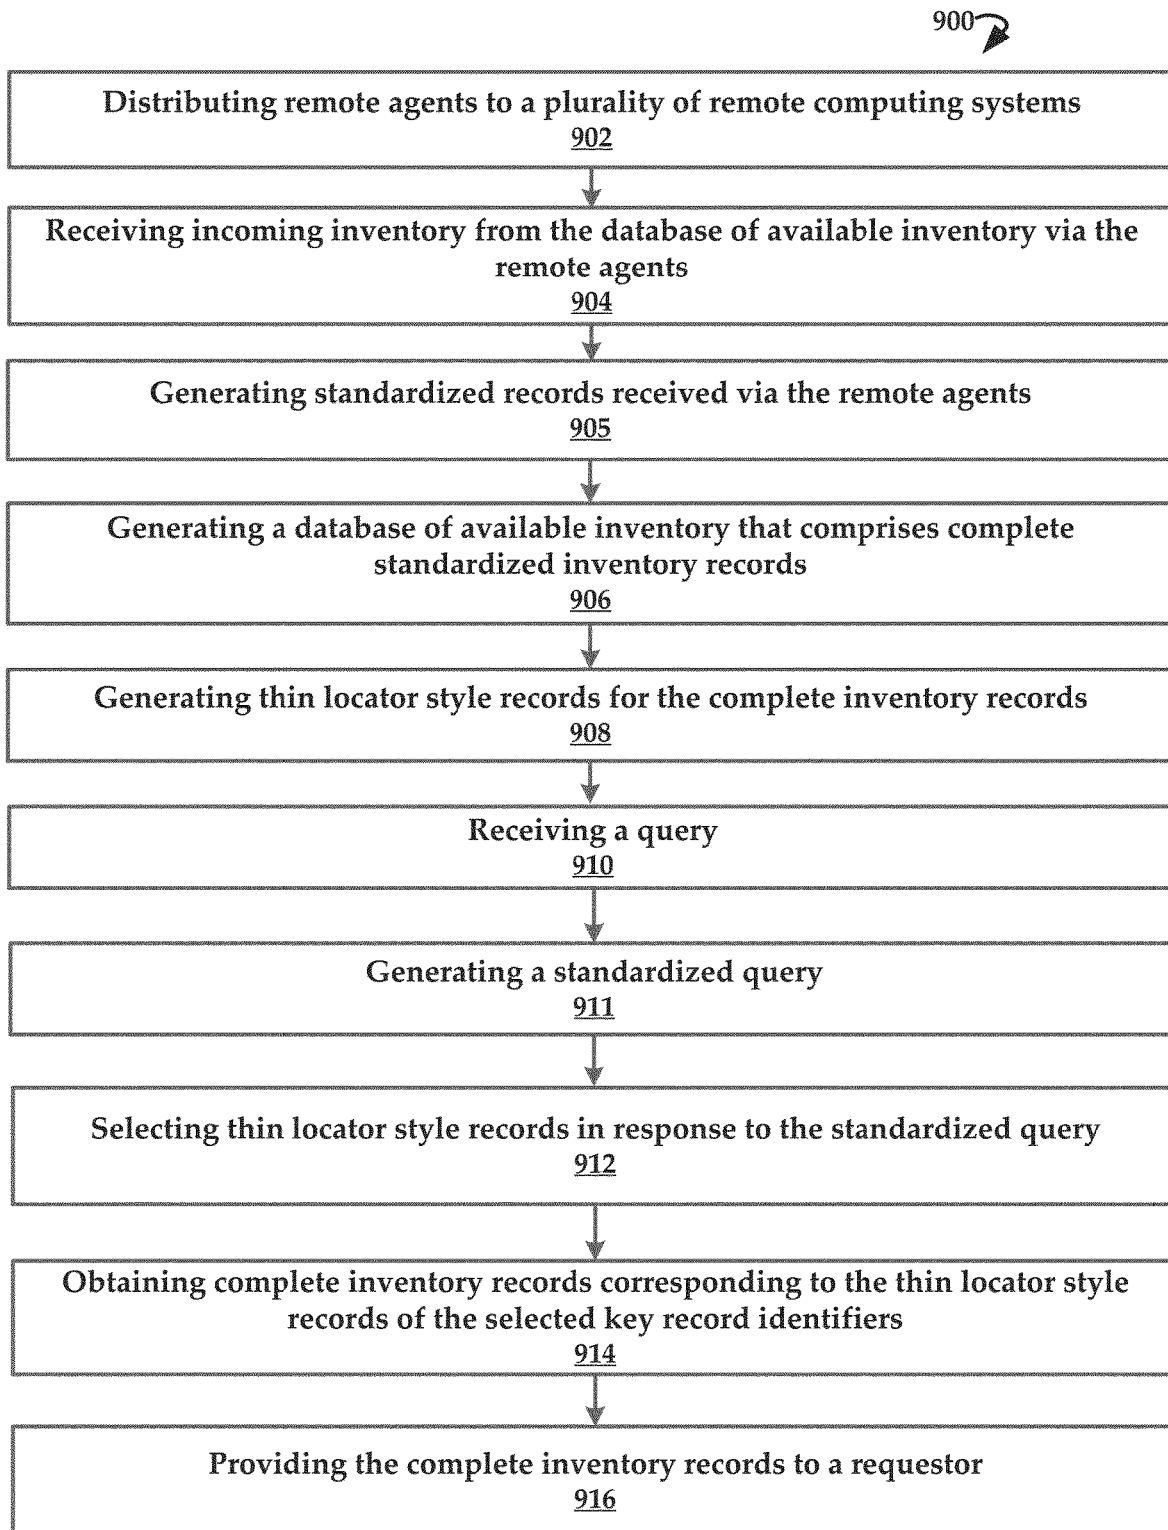 900
Distributing remote agents to a plurality of remote computing systems
902
Receiving incoming inventory from the database of available inventory via the
remote agents
904
Generating standardized records received via the remote agents
905
Generating a database of available inventory that comprises complete
standardized inventory records
906
Generating thin locator style records for the complete inventory records
908
Receiving a query
910
Generating a standardized query
911
Selecting thin locator style records in response to the standardized query
912
Obtaining complete inventory records corresponding to the thin locator style
records of the selected key record identifiers
914
Providing the complete inventory records to a requestor
916